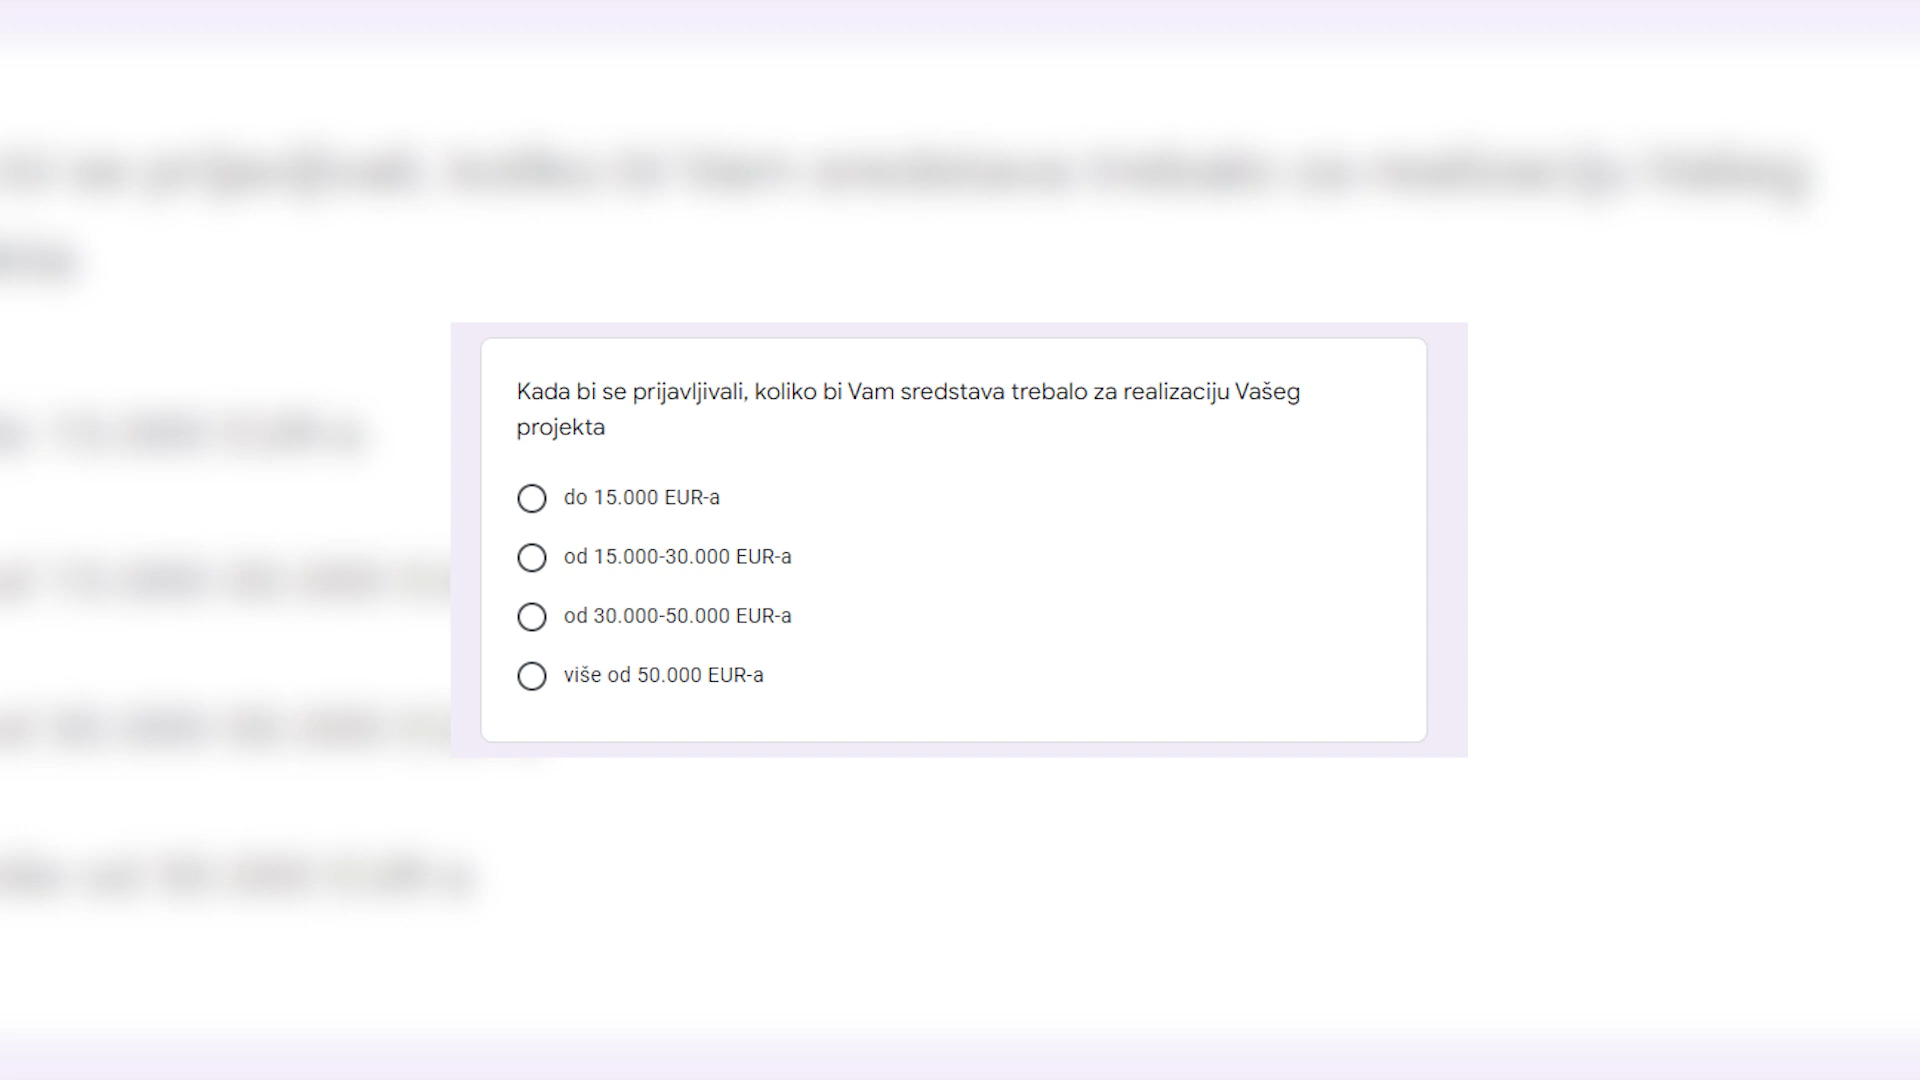 Kada bi se prijavljivali, koliko bi Vam sredstava trebalo za realizaciju Vašeg
projekta
do 15.000 EUR-a
od 15.000-30.000 EUR-a
od 30.000-50.000 EUR-a
više od 50.000 EUR-a